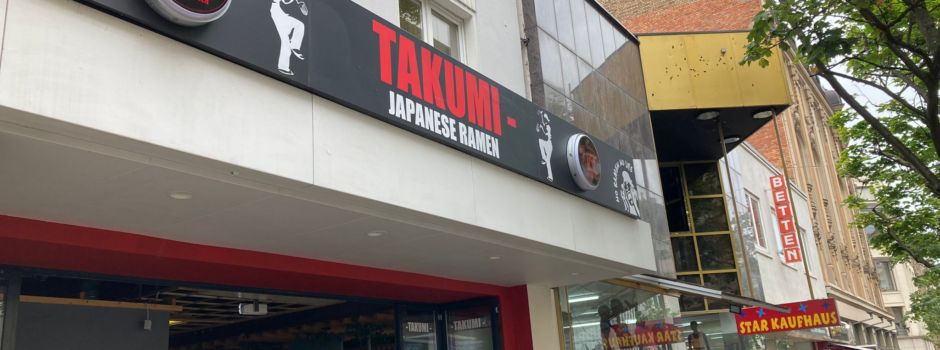 TAKUMI -
JAPANESE RAMEN
BETTEN
STAR KAUFHAUS
TAKUMI-
TAKUMI-